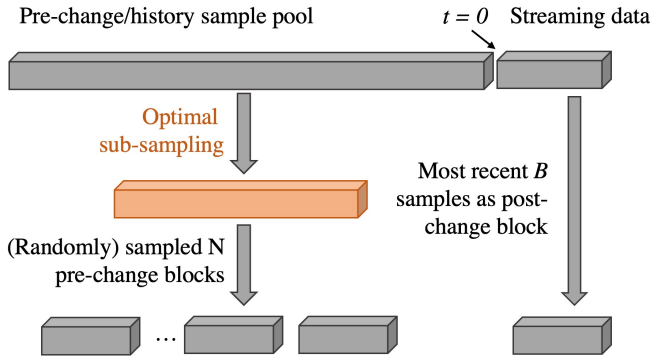 Pre-change/history sample pool
t = 0
Streaming data
Optimal
sub-sampling
Most recent B
samples as post-
change block
(Randomly) sampled N
pre-change blocks
...